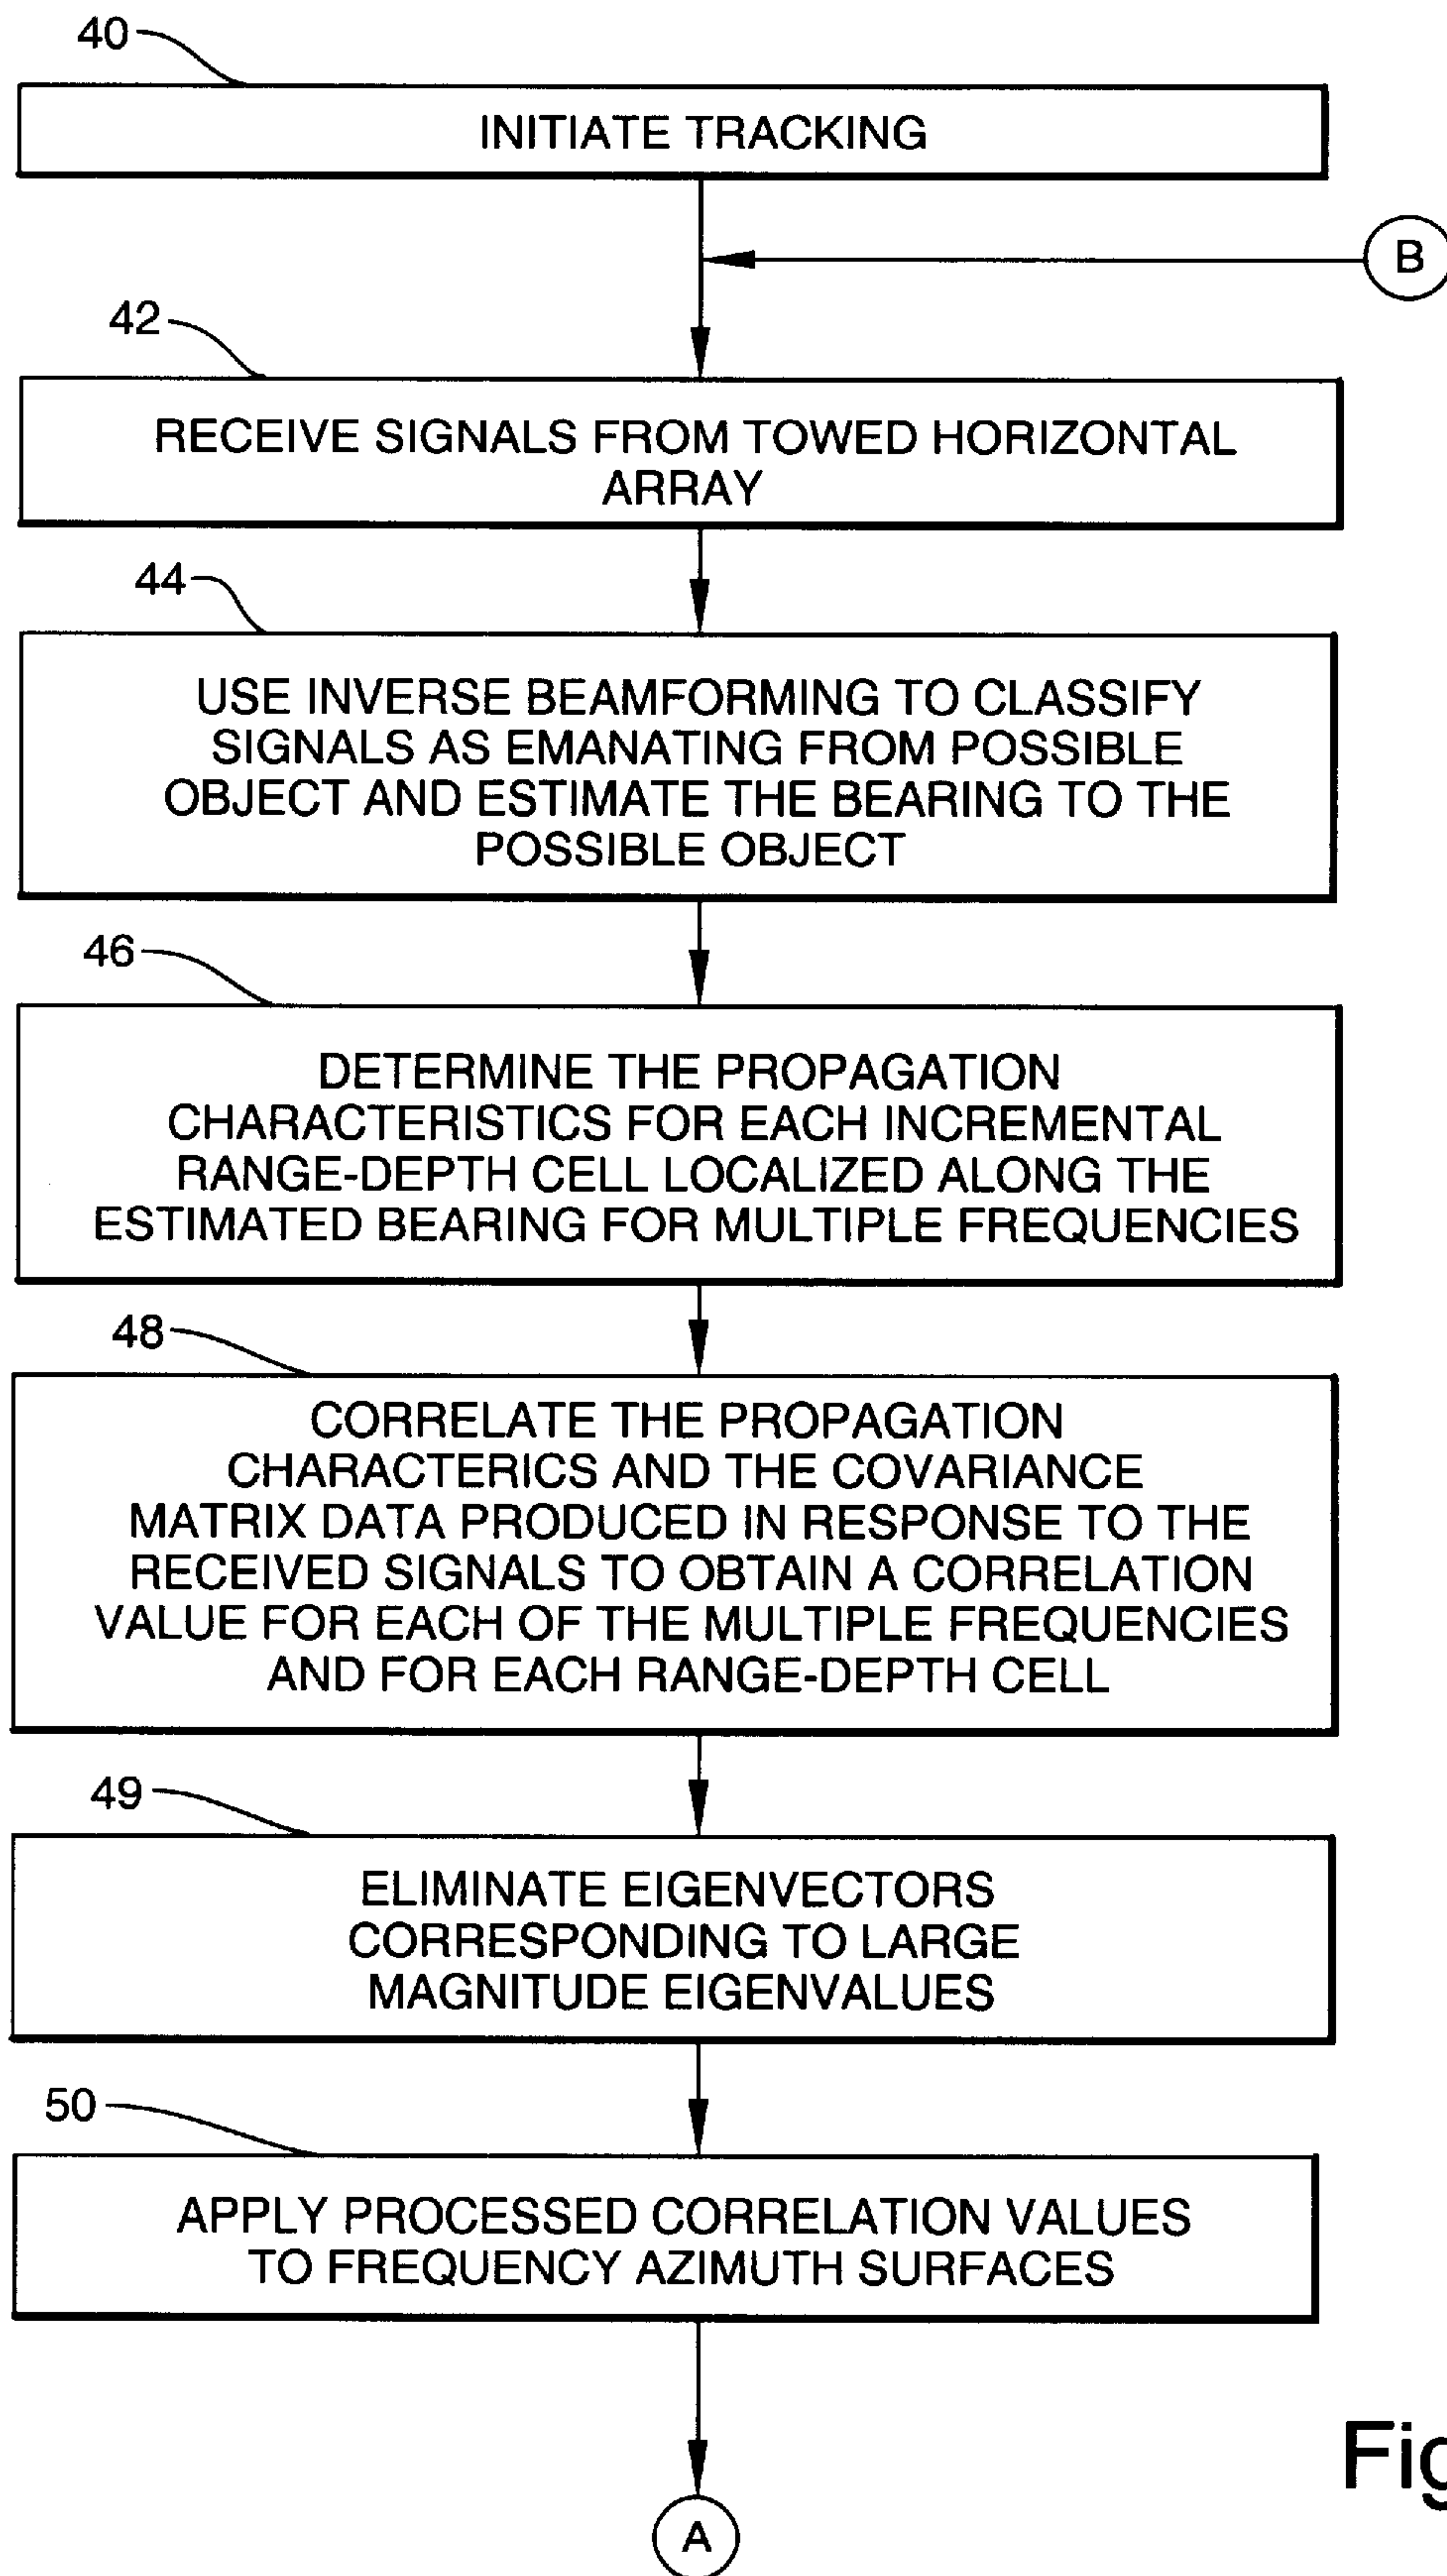 40
INITIATE TRACKING
B
42
RECEIVE SIGNALS FROM TOWED HORIZONTAL
ARRAY
44
USE INVERSE BEAMFORMING TO CLASSIFY
SIGNALS AS EMANATING FROM POSSIBLE
OBJECT AND ESTIMATE THE BEARING TO THE
POSSIBLE OBJECT
46
DETERMINE THE PROPAGATION
CHARACTERISTICS FOR EACH INCREMENTAL
RANGE-DEPTH CELL LOCALIZED ALONG THE
ESTIMATED BEARING FOR MULTIPLE FREQUENCIES
48
CORRELATE THE PROPAGATION
CHARACTERICS AND THE COVARIANCE
MATRIX DATA PRODUCED IN RESPONSE TO THE
RECEIVED SIGNALS TO OBTAIN A CORRELATION
VALUE FOR EACH OF THE MULTIPLE FREQUENCIES
AND FOR EACH RANGE-DEPTH CELL
49
ELIMINATE EIGENVECTORS
CORRESPONDING TO LARGE
MAGNITUDE EIGENVALUES
50
APPLY PROCESSED CORRELATION VALUES
TO FREQUENCY AZIMUTH SURFACES
Fig
A